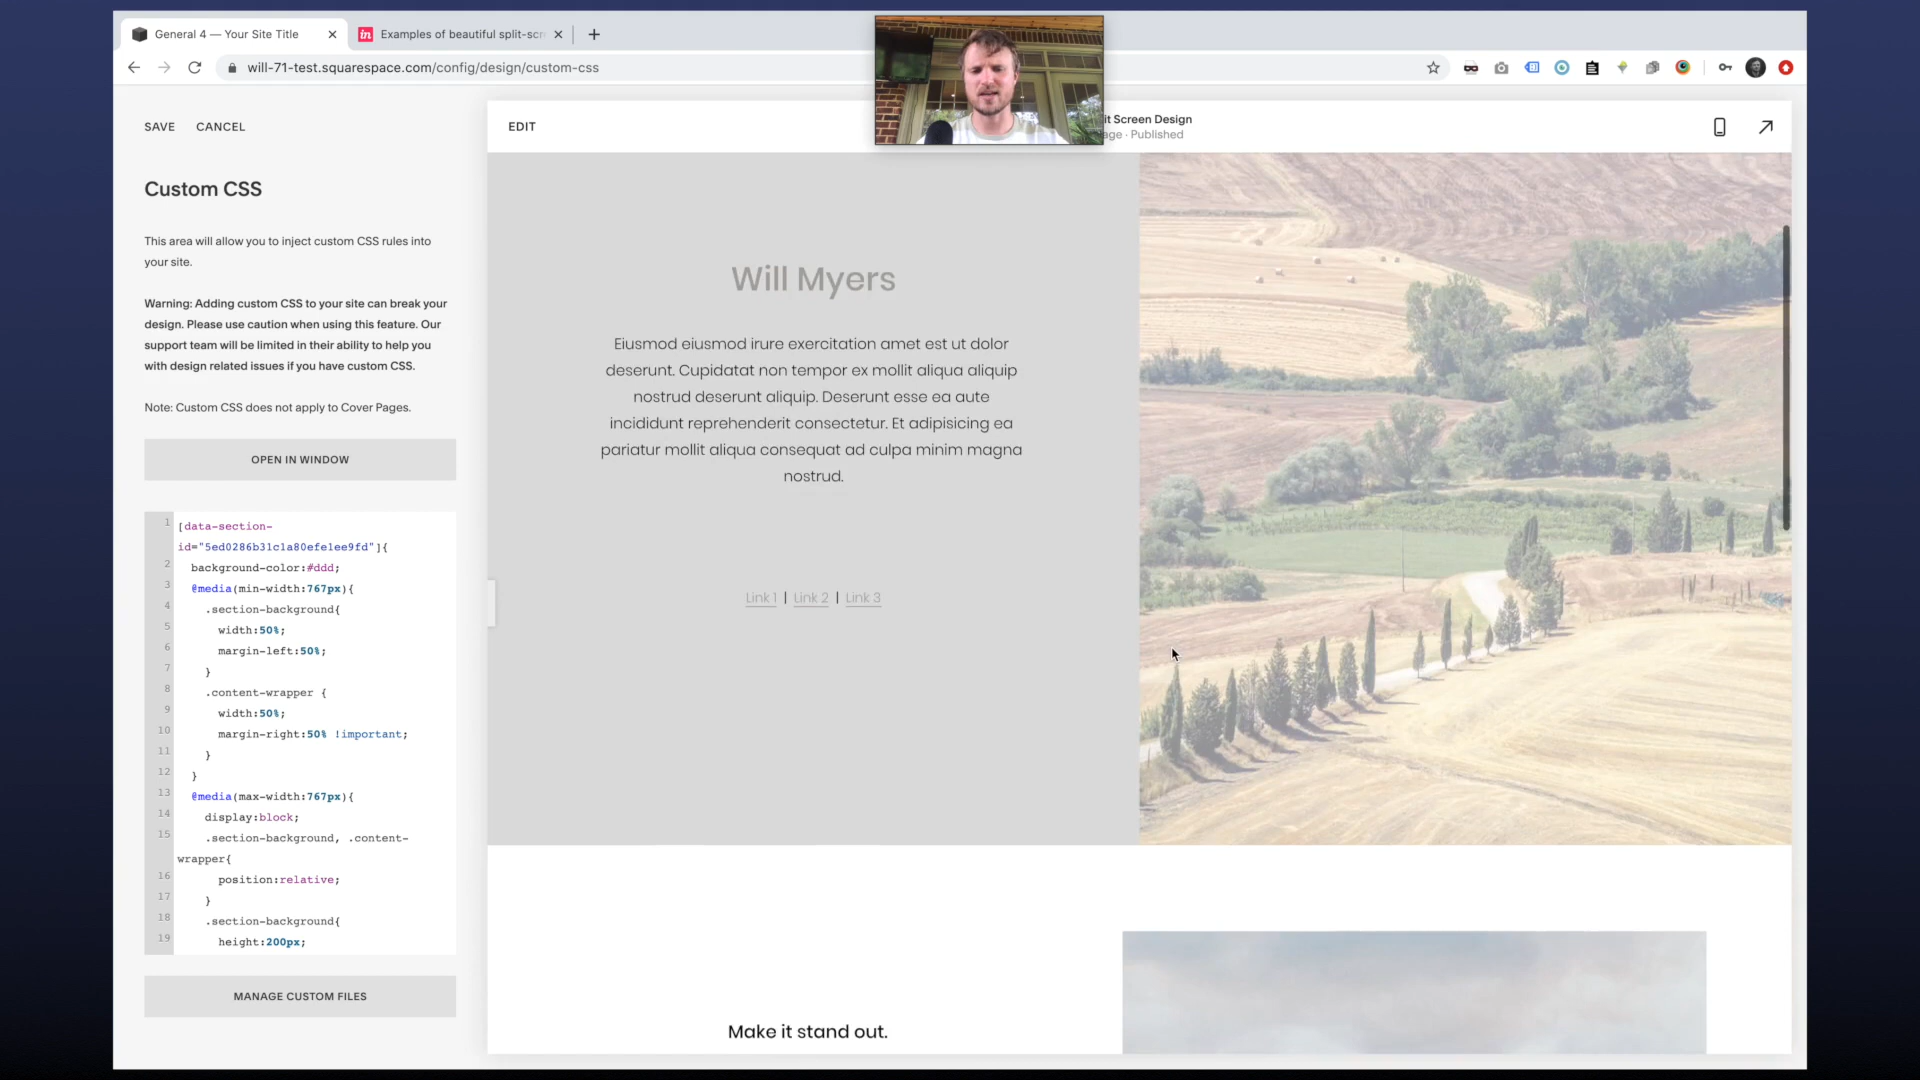 General 4 — Your Site Title
Examples of beautiful split-scr
will-71-test.squarespace.com/config/design/custom-css
SAVE
CANCEL
EDIT
it Screen Design
age · Published
Custom CSS
This area will allow you to inject custom CSS rules into
your site.
Warning: Adding custom CSS to your site can break your
design. Please use caution when using this feature. Our
support team will be limited in their ability to help you
with design related issues if you have custom CSS.
Note: Custom CSS does not apply to Cover Pages.
OPEN IN WINDOW
1 [data-section-
id="5ed0286b31c1a80efe1ee9fd"]{
2 background-color:#ddd;
3 @media(min-width:767px){
4 .section-background{
5 width:50%;
6 margin-left:50%;
7 }
8 .content-wrapper {
9 width:50%;
10 margin-right:50% !important;
11 }
12 }
13 @media(max-width:767px){
14 display:block;
15 .section-background, .content-
wrapper{
16 position:relative;
17 }
18 .section-background{
19 height:200px;
MANAGE CUSTOM FILES
Will Myers
Eiusmod eiusmod irure exercitation amet est ut dolor
deserunt. Cupidatat non tempor ex mollit aliqua aliquip
nostrud deserunt aliquip. Deserunt esse ea aute
incididunt reprehenderit consectetur. Et adipisicing ea
pariatur mollit aliqua consequat ad culpa minim magna
nostrud.
Link 1 | Link 2 | Link 3
Make it stand out.